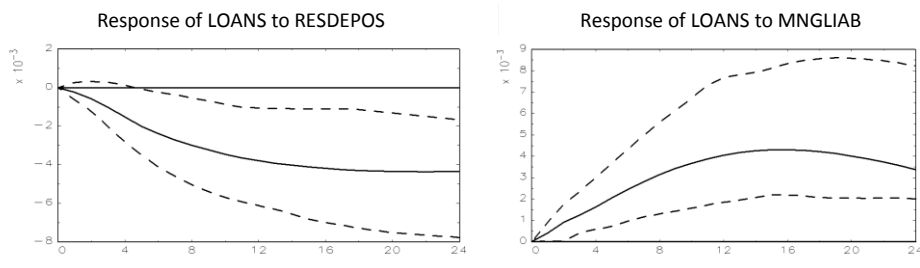 Response of LOANS to RESDEPOS
Response of LOANS to MNGLIAB
x 10⁻³
2
0
−2
−4
−6
−8
0 4 8 12 16 20 24
x 10⁻³
9
8
7
6
5
4
3
2
1
0
0 4 8 12 16 20 24